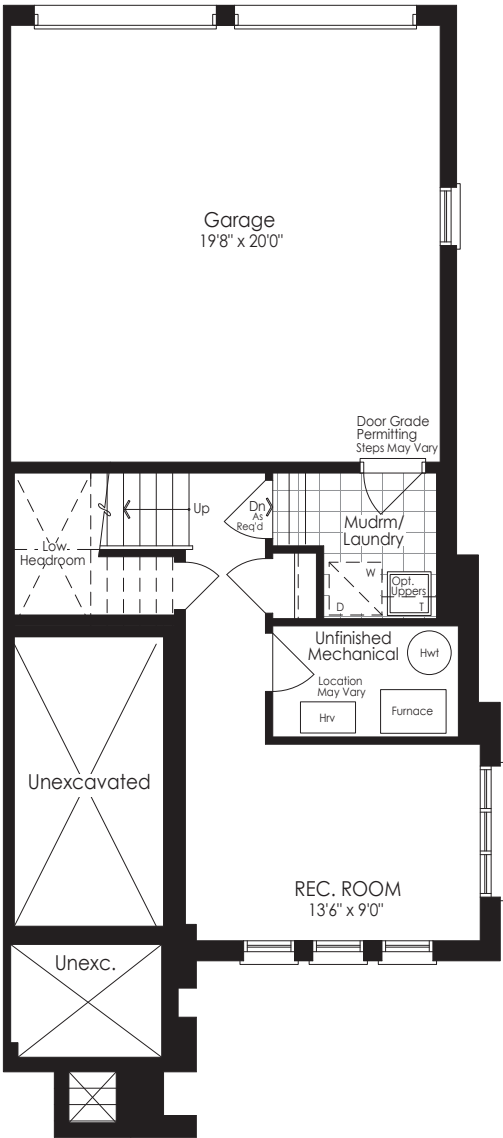 Garage
19'8" x 20'0"
Door Grade
Permitting
Steps May Vary
Up
Dn
As
Req'd
Mudrm/
Laundry
Low
Headroom
W
D
Opt.
Uppers
T
Unfinished
Mechanical
Hwt
Location
May Vary
Hrv
Furnace
Unexcavated
REC. ROOM
13'6" x 9'0"
Unexc.